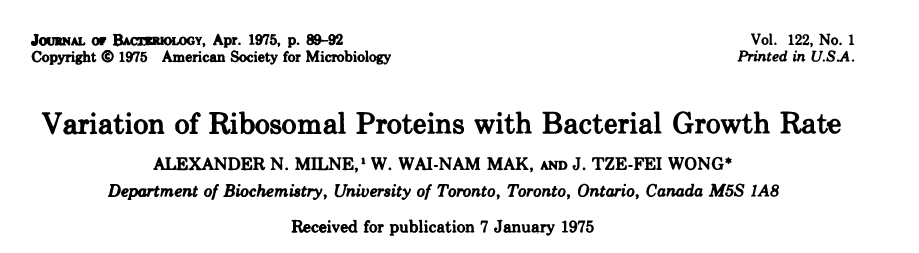 JOURNAL OF BACTERIOLOGY, Apr. 1975, p. 89–92
Copyright © 1975 American Society for Microbiology
Vol. 122, No. 1
Printed in U.S.A.
Variation of Ribosomal Proteins with Bacterial Growth Rate
ALEXANDER N. MILNE,¹ W. WAI-NAM MAK, AND J. TZE-FEI WONG*
Department of Biochemistry, University of Toronto, Toronto, Ontario, Canada M5S 1A8
Received for publication 7 January 1975